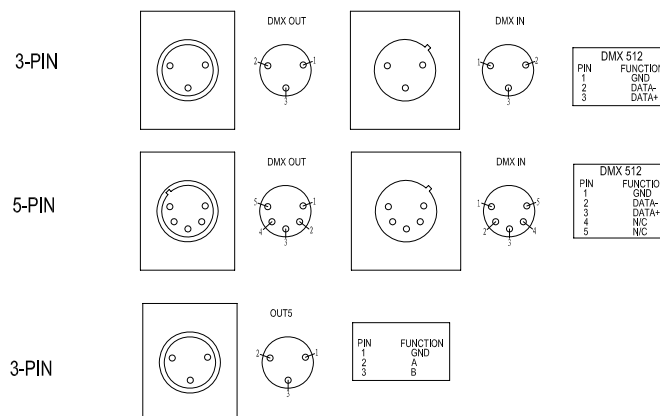 DMX OUT
DMX IN
3-PIN
2 1
3
1 2
3
DMX 512
PIN FUNCTION
1 GND
2 DATA-
3 DATA+
DMX OUT
DMX IN
5-PIN
5 1
4 2
3
1 5
2 4
3
DMX 512
PIN FUNCTION
1 GND
2 DATA-
3 DATA+
4 N/C
5 N/C
OUT5
3-PIN
2 1
3
PIN FUNCTION
1 GND
2 A
3 B